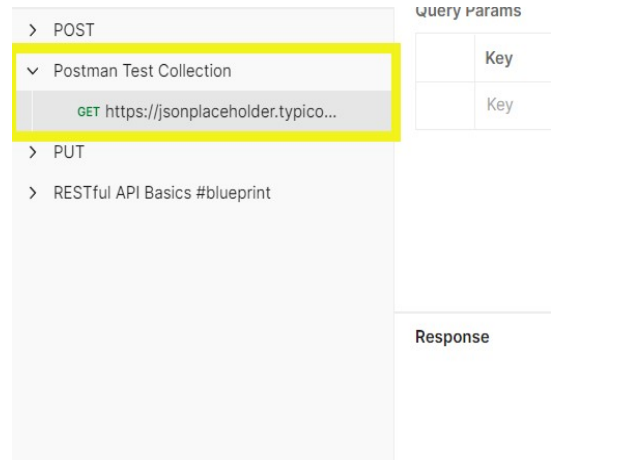 POST
Postman Test Collection
GET https://jsonplaceholder.typico...
PUT
RESTful API Basics #blueprint
Query Params
Key
Key
Response